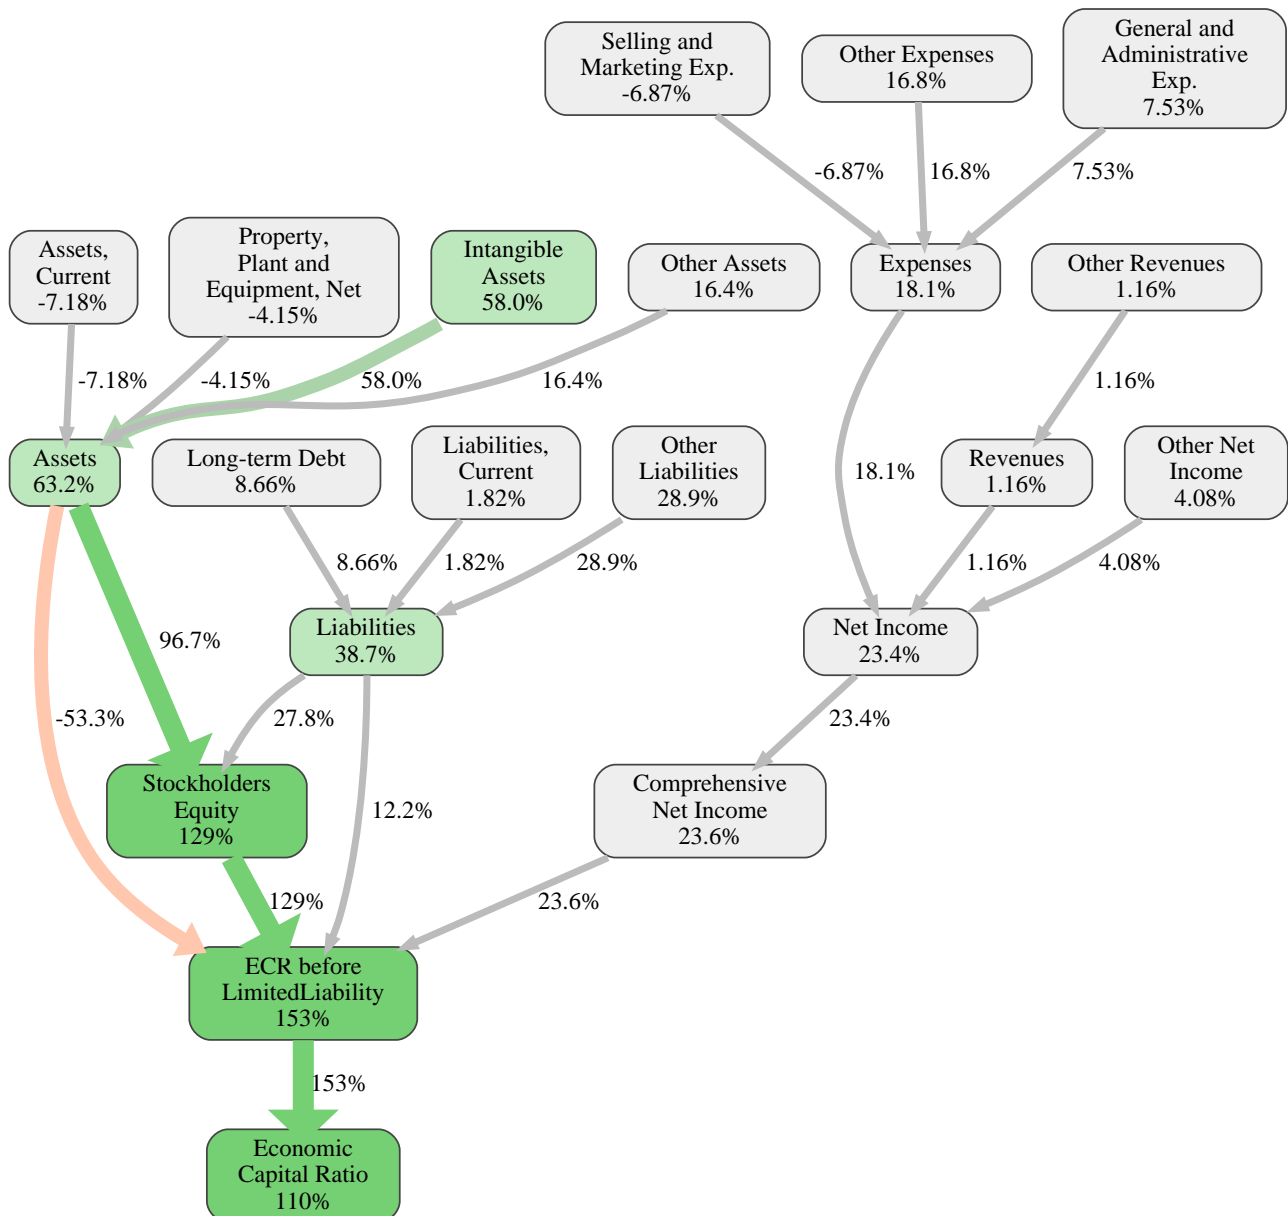 Selling and
Marketing Exp.
-6.87%
Other Expenses
16.8%
General and
Administrative
Exp.
7.53%
-6.87%
16.8%
7.53%
Assets,
Current
-7.18%
Property,
Plant and
Equipment, Net
-4.15%
Intangible
Assets
58.0%
Other Assets
16.4%
Expenses
18.1%
Other Revenues
1.16%
-7.18%
-4.15%
58.0%
16.4%
1.16%
Assets
63.2%
Long-term Debt
8.66%
Liabilities,
Current
1.82%
Other
Liabilities
28.9%
18.1%
Revenues
1.16%
Other Net
Income
4.08%
8.66%
1.82%
28.9%
1.16%
4.08%
96.7%
Liabilities
38.7%
Net Income
23.4%
-53.3%
27.8%
23.4%
Stockholders
Equity
129%
12.2%
Comprehensive
Net Income
23.6%
129%
23.6%
ECR before
LimitedLiability
153%
153%
Economic
Capital Ratio
110%